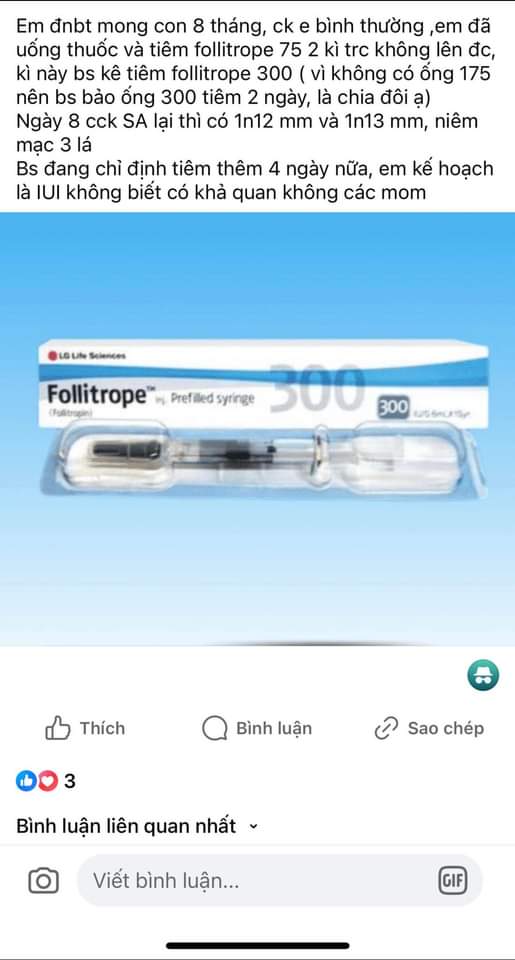 Em đnbt mong con 8 tháng, ck e bình thường ,em đã
uống thuốc và tiêm follitrope 75 2 kì trc không lên đc,
kì này bs kê tiêm follitrope 300 ( vì không có ống 175
nên bs bảo ống 300 tiêm 2 ngày, là chia đôi ạ)
Ngày 8 cck SA lại thì có 1n12 mm và 1n13 mm, niêm
mạc 3 lá
Bs đang chỉ định tiêm thêm 4 ngày nữa, em kế hoạch
là IUI không biết có khả quan không các mom
LG Life Sciences
Follitrope™ inj. Prefilled syringe 300
(Follitropin)
300
Thích
Bình luận
Sao chép
3
Bình luận liên quan nhất
Viết bình luận...
GIF